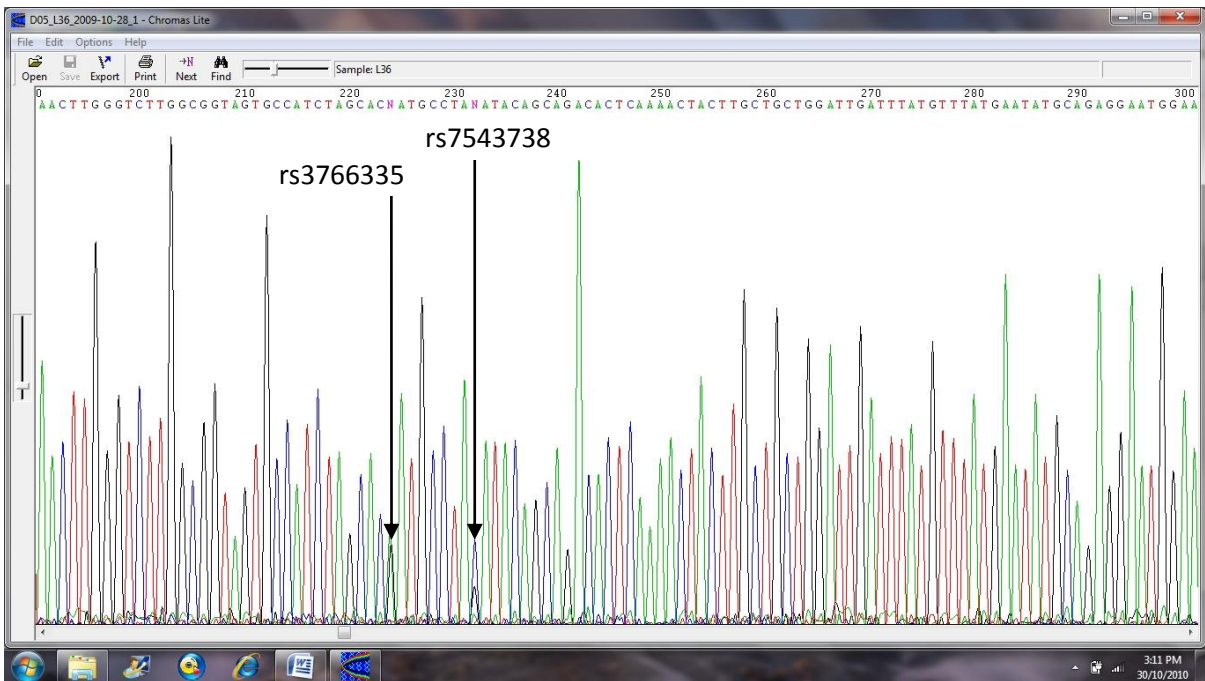 D05_L36_2009-10-28_1 - Chromas Lite
File Edit Options Help
Open Save Export Print Next Find
Sample: L36
0 200 210 220 230 240 250 260 270 280 290 300
AACTTGGGTCTTGGCGGTAGTGCCATCTAGCACNATGCCTANATACAGCAGACACTCAAAACTACTTGCTGCTGGATTGATTTATGTTTATGAATATGCAGAGGAATGGAA
rs7543738
rs3766335
3:11 PM
30/10/2010